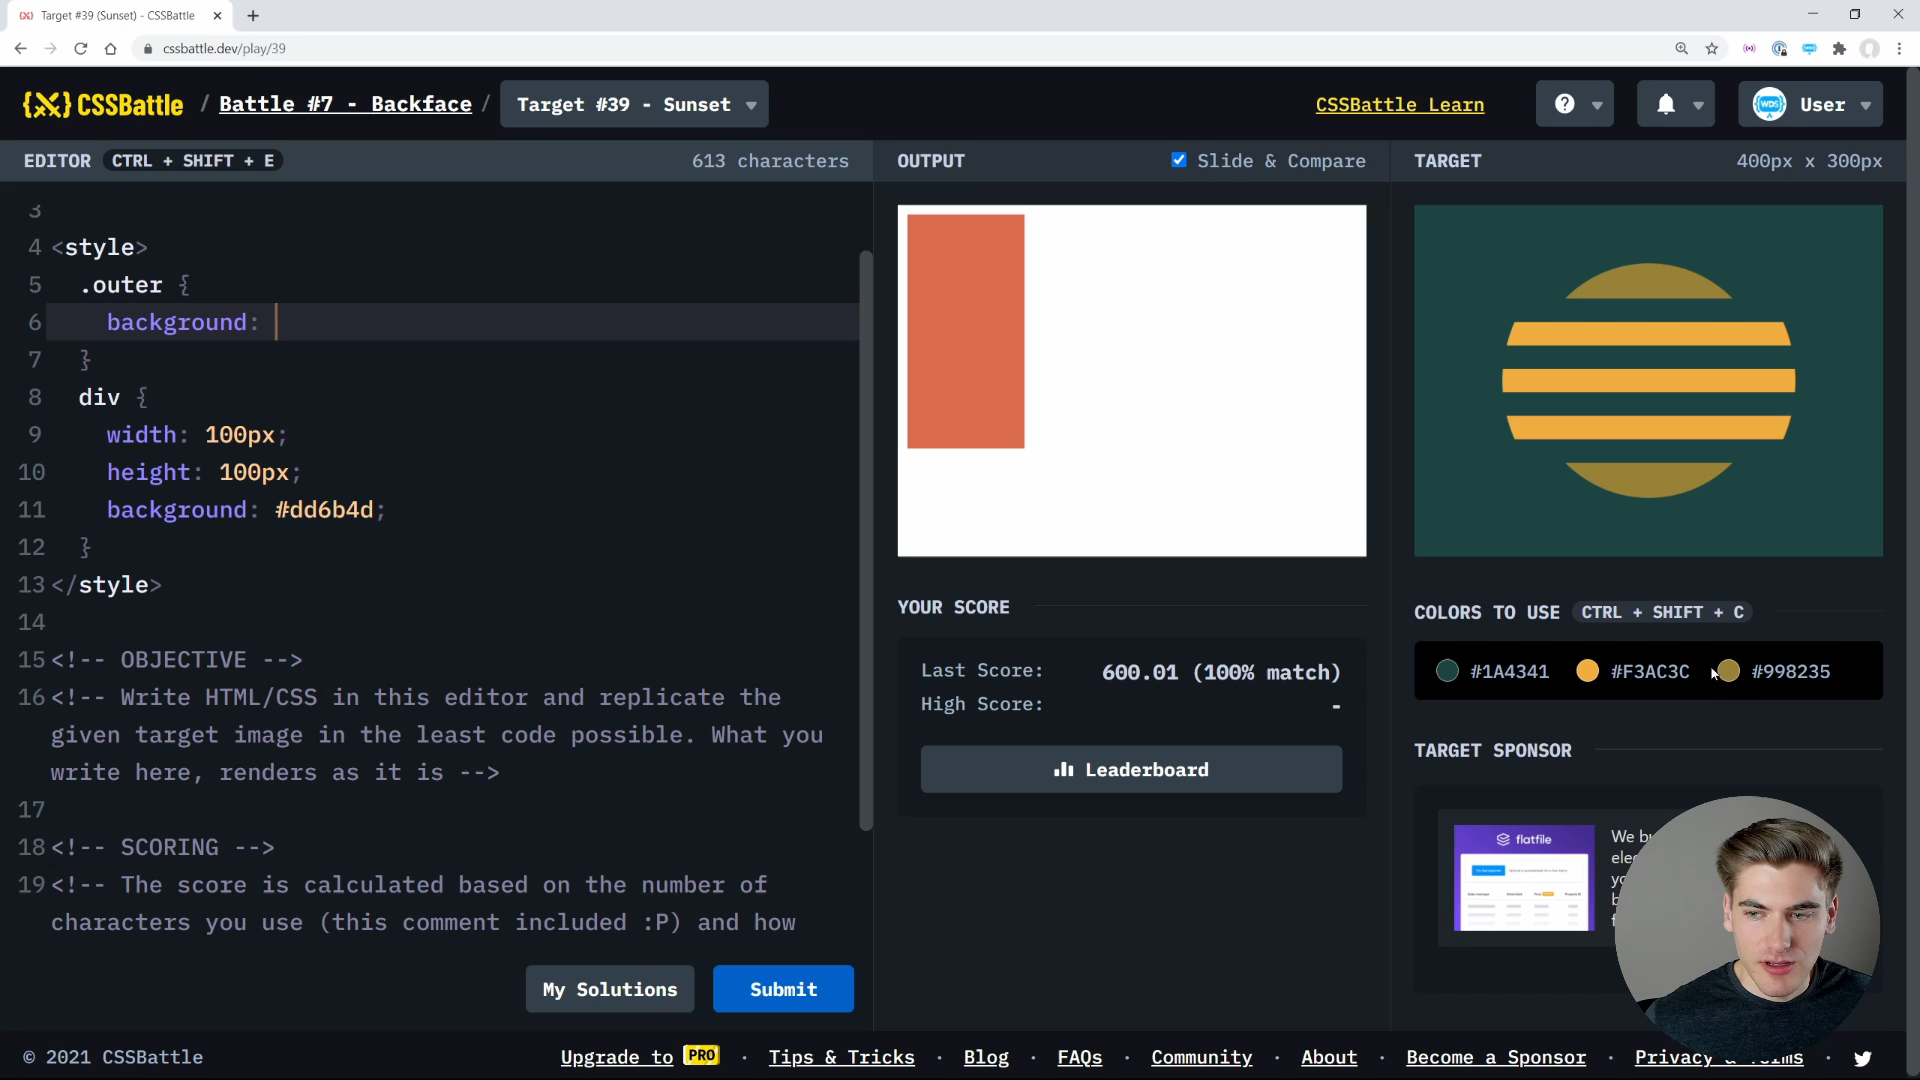 Target #39 (Sunset) - CSSBattle
cssbattle.dev/play/39
CSSBattle / Battle #7 - Backface / Target #39 - Sunset
CSSBattle Learn
User
EDITOR CTRL + SHIFT + E 613 characters
OUTPUT Slide & Compare
TARGET 400px x 300px
3
4 <style>
5 .outer {
6 background:
7 }
8 div {
9 width: 100px;
10 height: 100px;
11 background: #dd6b4d;
12 }
13 </style>
14
15 <!-- OBJECTIVE -->
16 <!-- Write HTML/CSS in this editor and replicate the
given target image in the least code possible. What you
write here, renders as it is -->
17
18 <!-- SCORING -->
19 <!-- The score is calculated based on the number of
characters you use (this comment included :P) and how
My Solutions Submit
YOUR SCORE
Last Score: 600.01 (100% match)
High Score: -
Leaderboard
COLORS TO USE CTRL + SHIFT + C
#1A4341 #F3AC3C #998235
TARGET SPONSOR
flatfile
We
© 2021 CSSBattle
Upgrade to PRO · Tips & Tricks · Blog · FAQs · Community · About · Become a Sponsor · Privacy